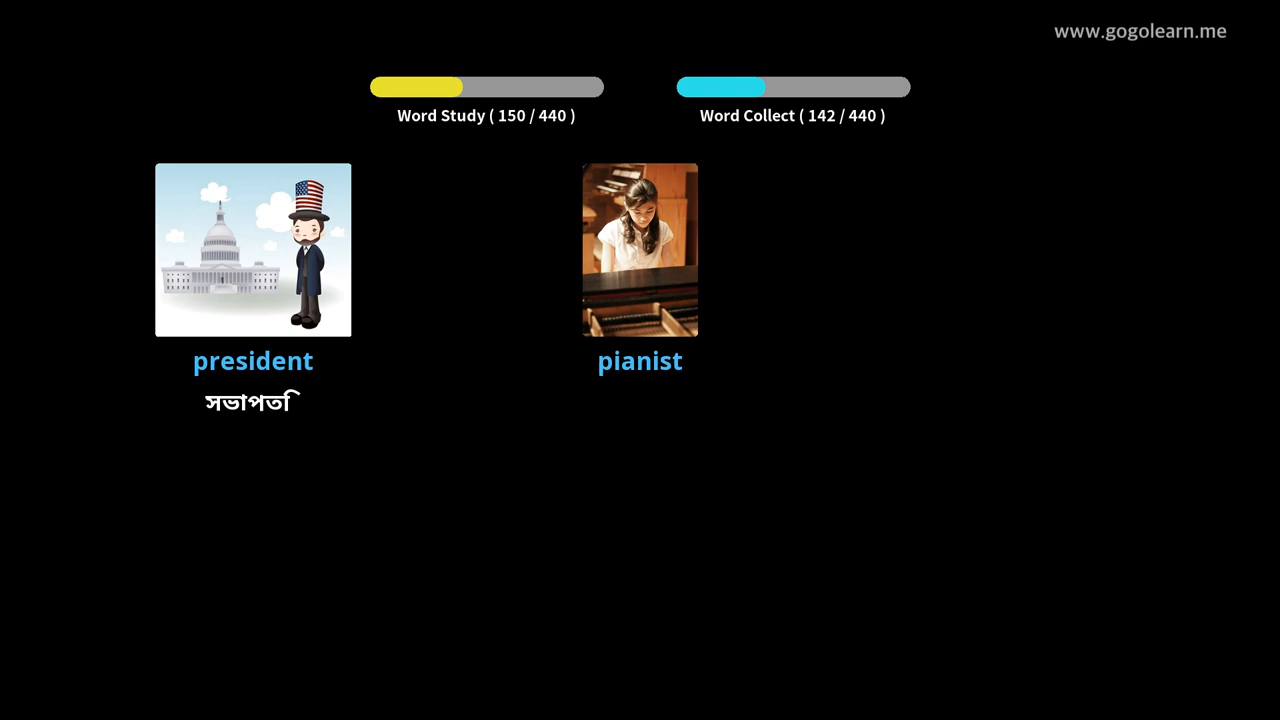 www.gogolearn.me
Word Study ( 150 / 440 )
Word Collect ( 142 / 440 )
president
pianist
সভাপতি